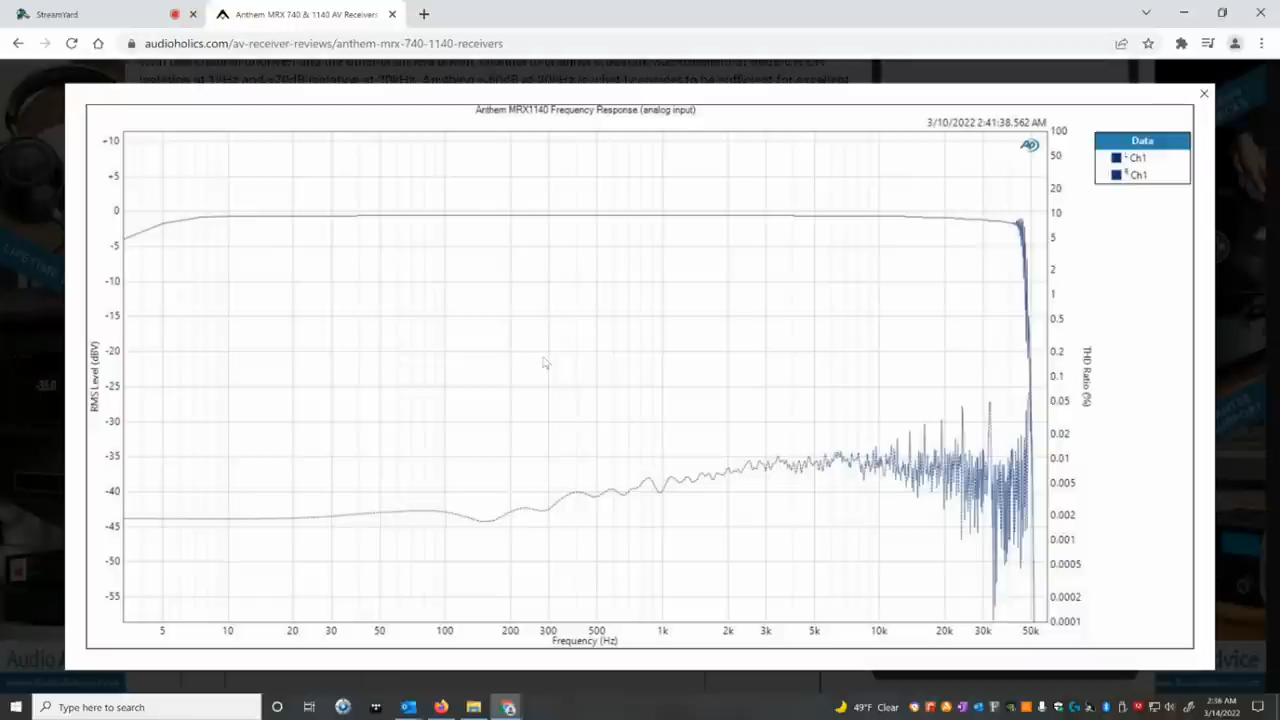 StreamYard
Anthem MRX 740 & 1140 AV Receivers
audioholics.com/av-receiver-reviews/anthem-mrx-740-1140-receivers
Anthem MRX1140 Frequency Response (analog input)
3/10/2022 2:41:38.562 AM
AP
Data
L Ch1
R Ch1
RMS Level (dBV)
+10
+5
0
-5
-10
-15
-20
-25
-30
-35
-40
-45
-50
-55
100
50
20
10
5
2
1
0.5
0.2
0.1
0.05
0.02
0.01
0.005
0.002
0.001
0.0005
0.0002
0.0001
THD Ratio (%)
5 10 20 30 50 100 200 300 500 1k 2k 3k 5k 10k 20k 30k 50k
Frequency (Hz)
-35.0
Audio A
dvice
Type here to search
49°F Clear
2:36 AM
3/14/2022